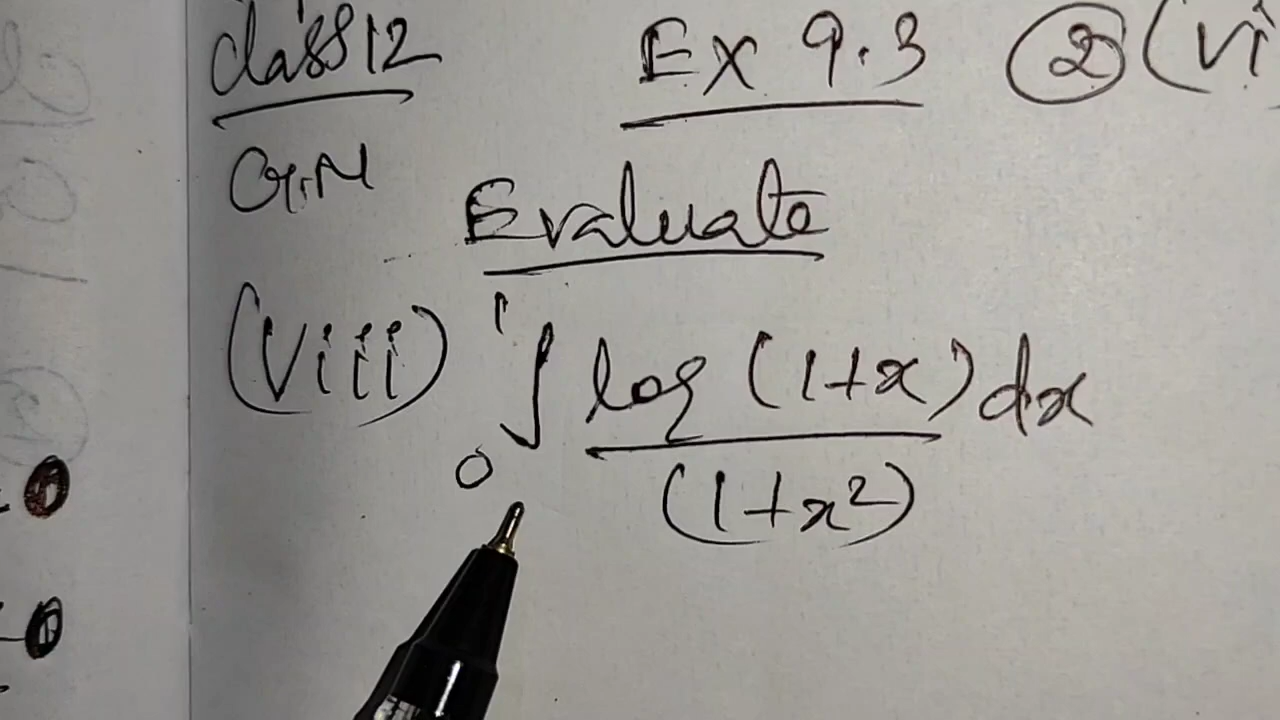 class 12 Ex 9.3 ② (vi
G.N
Evaluate
(viii) ∫₀¹ log (1+x) dx / (1+x²)